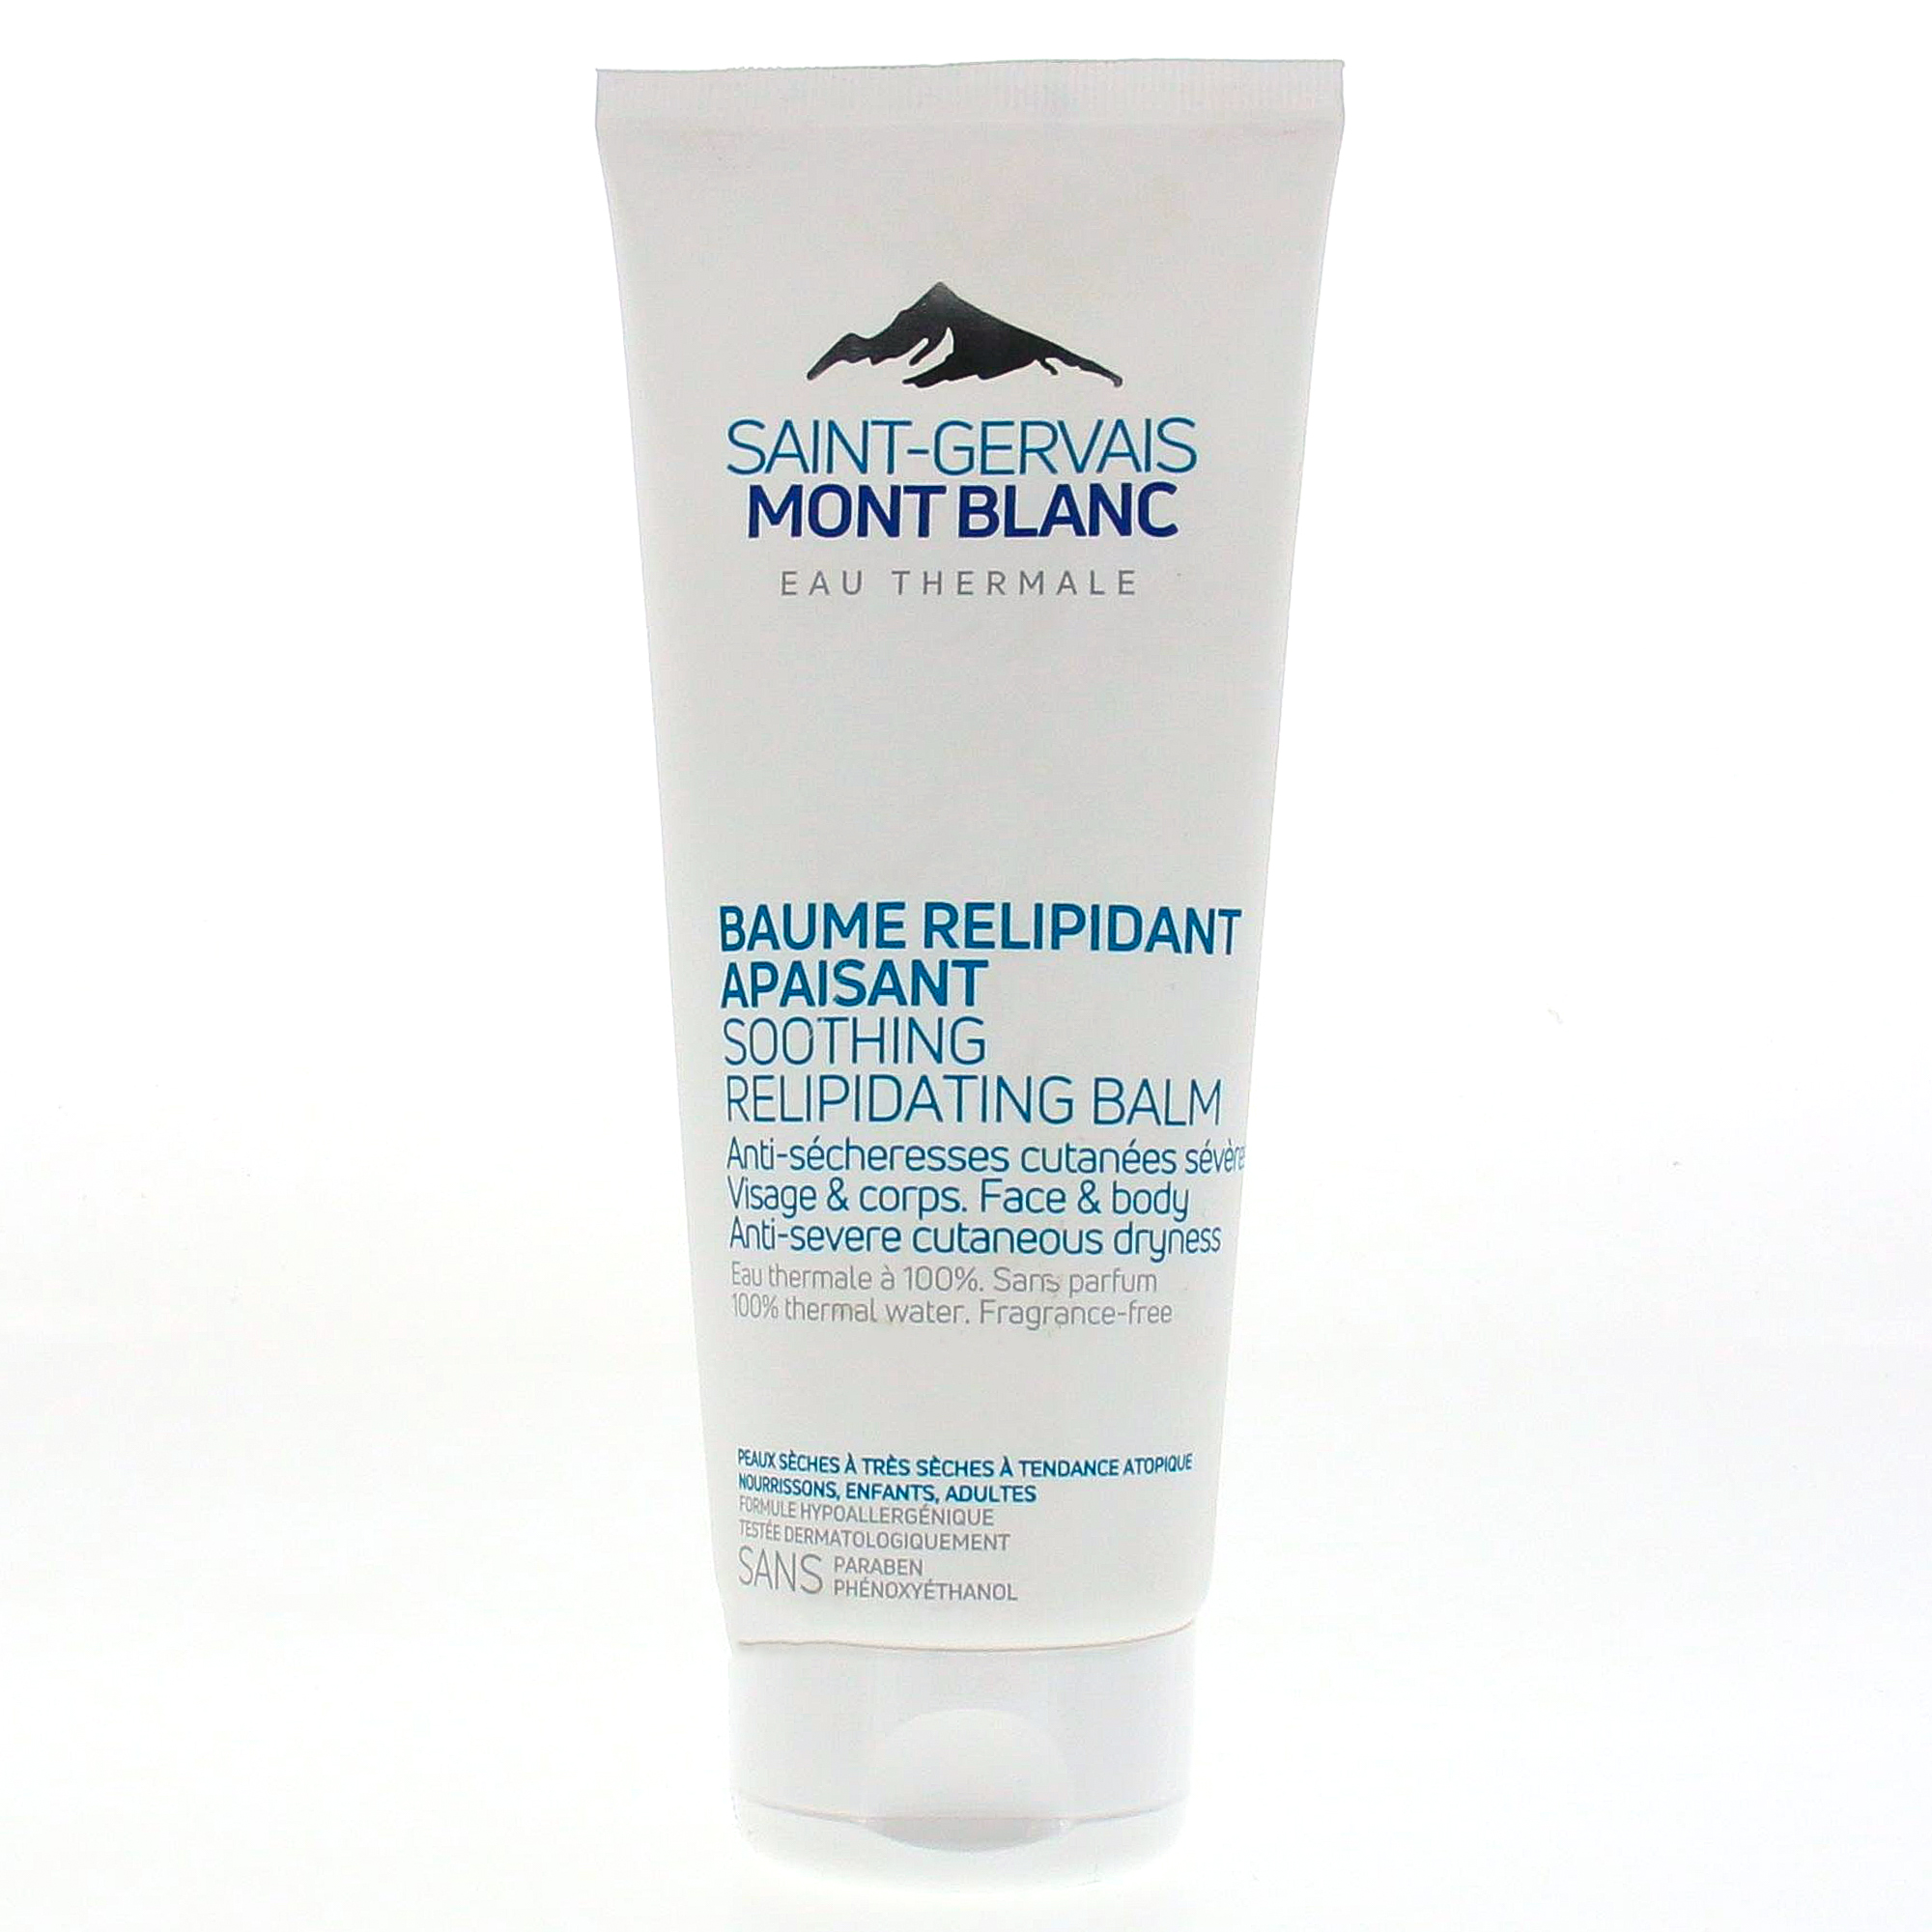 SAINT-GERVAIS
MONT BLANC
EAU THERMALE
BAUME RELIPIDANT
APAISANT
SOOTHING
RELIPIDATING BALM
Anti-sécheresses cutanées
Visage & corps. Face & body
Anti-severe cutaneous dryness
Eau thermale à 100%. Sans parfum
100% thermal water. Fragrance-free
PEAUX SÈCHES À TRÈS SÈCHES À TENDANCE ATOPIQUE
NOURRISSONS, ENFANTS, ADULTES
FORMULE HYPOALLERGÉNIQUE
TESTÉE DERMATOLOGIQUEMENT
SANS PARABEN
PHÉNOXYÉTHANOL